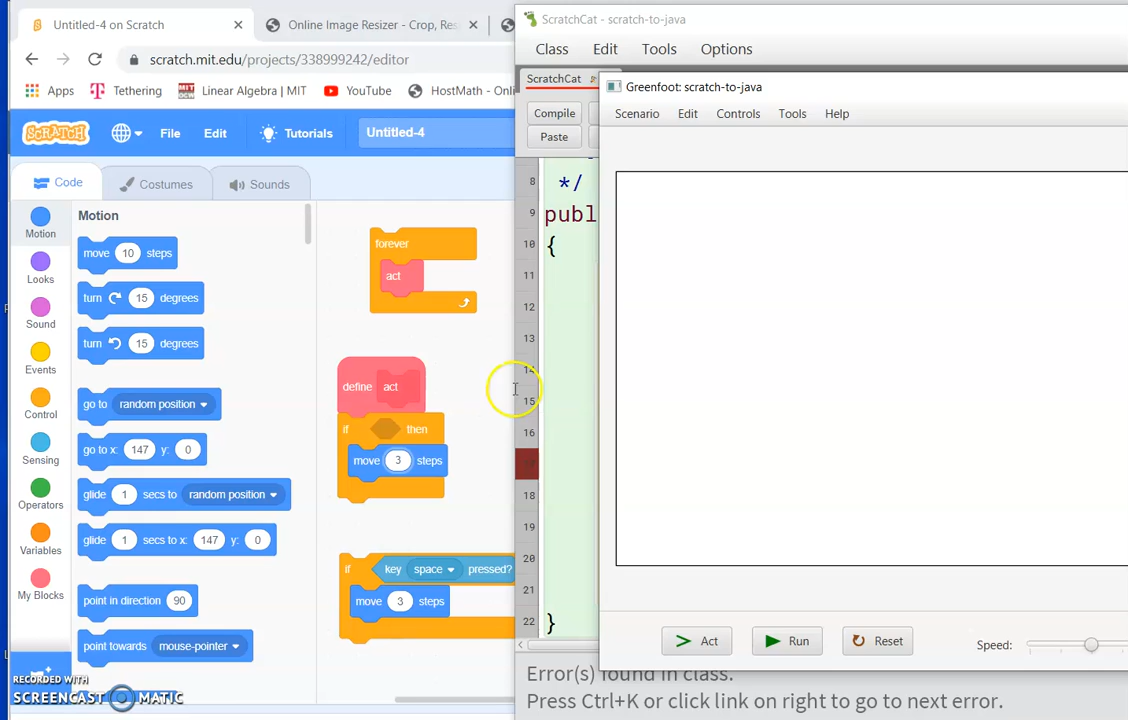 Untitled-4 on Scratch
Online Image Resizer - Crop, Res
scratch.mit.edu/projects/338999242/editor
Apps
Tethering
Linear Algebra | MIT
YouTube
HostMath - Onli
SCRATCH
File
Edit
Tutorials
Untitled-4
Code
Costumes
Sounds
Motion
Looks
Sound
Events
Control
Sensing
Operators
Variables
My Blocks
Motion
move 10 steps
turn 15 degrees
turn 15 degrees
go to random position
go to x: 147 y: 0
glide 1 secs to random position
glide 1 secs to x: 147 y: 0
point in direction 90
point towards mouse-pointer
forever
act
define act
if then
move 3 steps
if key space pressed?
move 3 steps
RECORDED WITH
SCREENCAST MATIC
ScratchCat - scratch-to-java
Class Edit Tools Options
ScratchCat
Compile
Paste
8 */
9 publ
10 {
11
12
13
14
15
16
18
19
20
21
22 }
Error(s) found in class.
Press Ctrl+K or click link on right to go to next error.
Greenfoot: scratch-to-java
Scenario Edit Controls Tools Help
Act
Run
Reset
Speed: